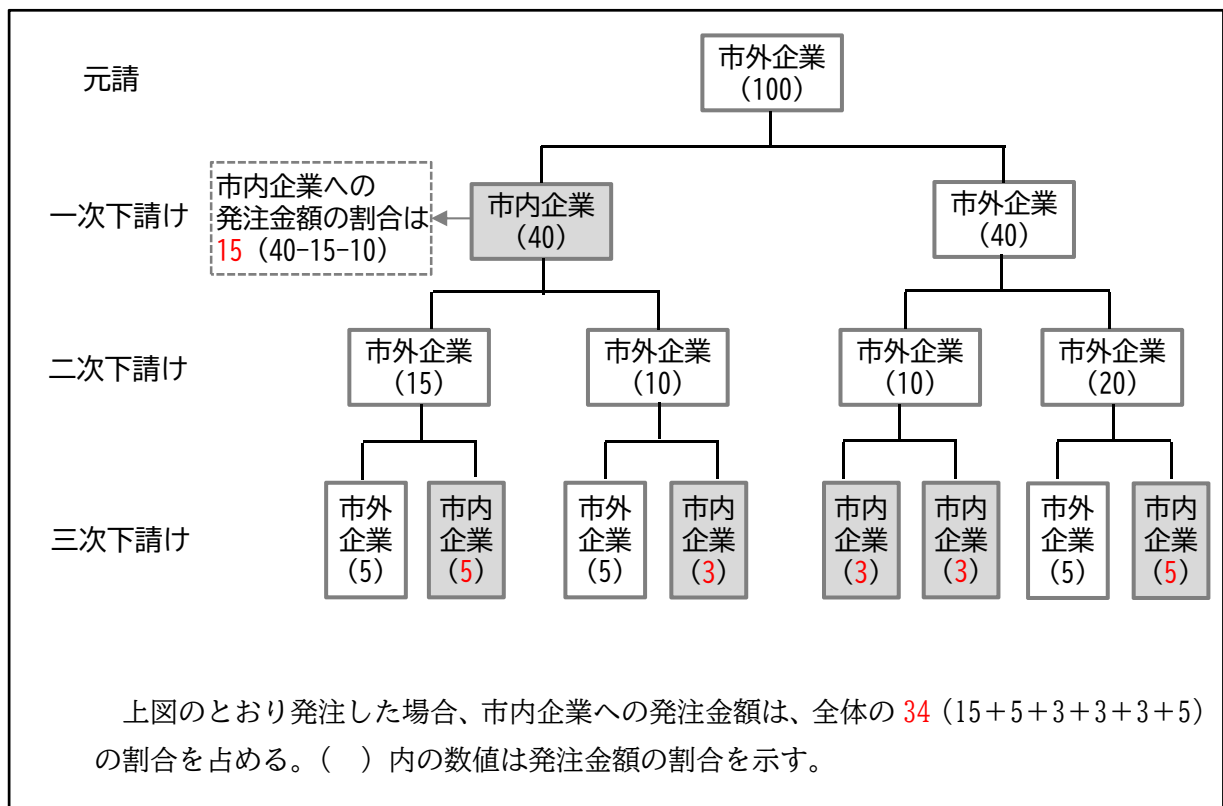 元請
市外企業
(100)
市内企業への
発注金額の割合は
15（40-15-10）
一次下請け
市内企業
(40)
市外企業
(40)
二次下請け
市外企業
(15)
市外企業
(10)
市外企業
(10)
市外企業
(20)
三次下請け
市外
企業
(5)
市内
企業
(5)
市外
企業
(5)
市内
企業
(3)
市内
企業
(3)
市内
企業
(3)
市外
企業
(5)
市内
企業
(5)
上図のとおり発注した場合、市内企業への発注金額は、全体の 34（15＋5＋3＋3＋3＋5）
の割合を占める。（　）内の数値は発注金額の割合を示す。